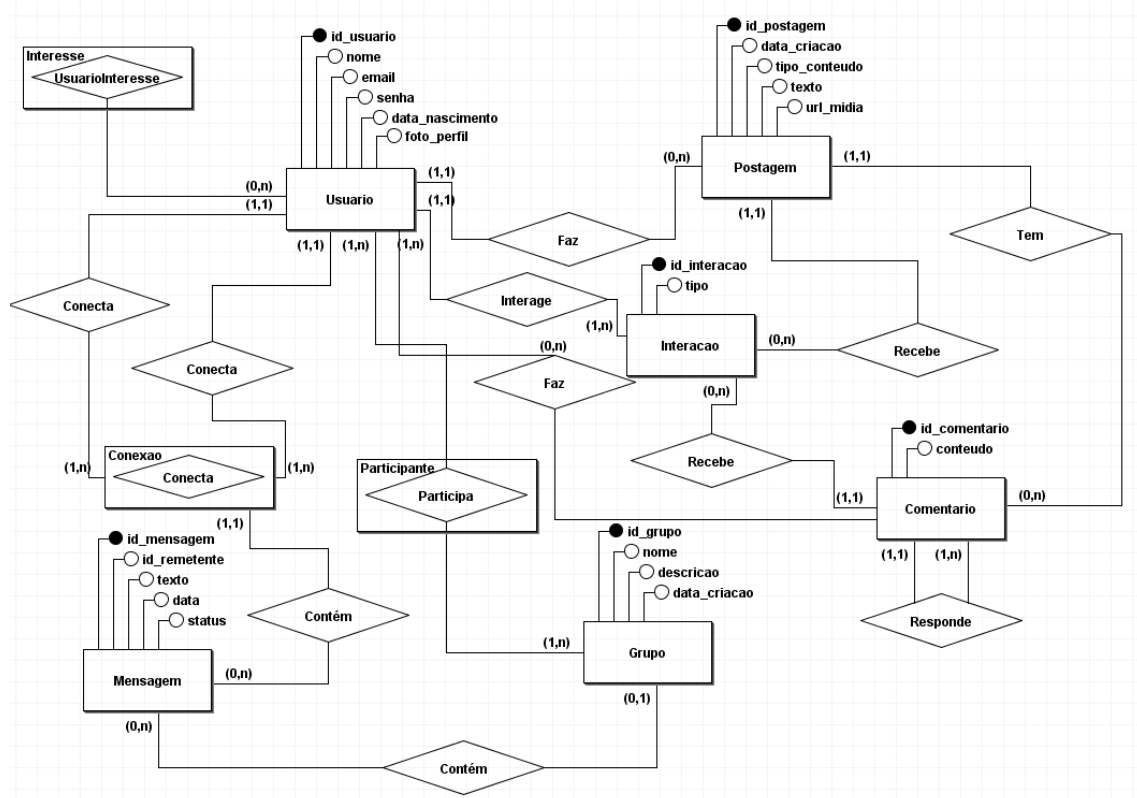 id_usuario
nome
email
senha
data_nascimento
foto_perfil
Interesse
UsuarioInteresse
(0,n)
(1,1)
Usuario
(1,1)
(1,1)
(1,1)
(1,n)
(1,n)
id_postagem
data_criacao
tipo_conteudo
texto
url_midia
(0,n)
Postagem
(1,1)
(1,1)
Faz
Tem
Conecta
Interage
id_interacao
tipo
(1,n)
Interacao
(0,n)
(0,n)
Recebe
Conecta
(0,n)
Faz
Recebe
(1,1)
id_comentario
conteudo
(0,n)
Comentario
(1,1)
(1,n)
Responde
(1,n)
Conexao
Conecta
(1,n)
(1,1)
Participante
Participa
id_mensagem
id_remetente
texto
data
status
Contém
Mensagem
(0,n)
(0,n)
id_grupo
nome
descricao
data_criacao
(1,n)
Grupo
(0,1)
Contém